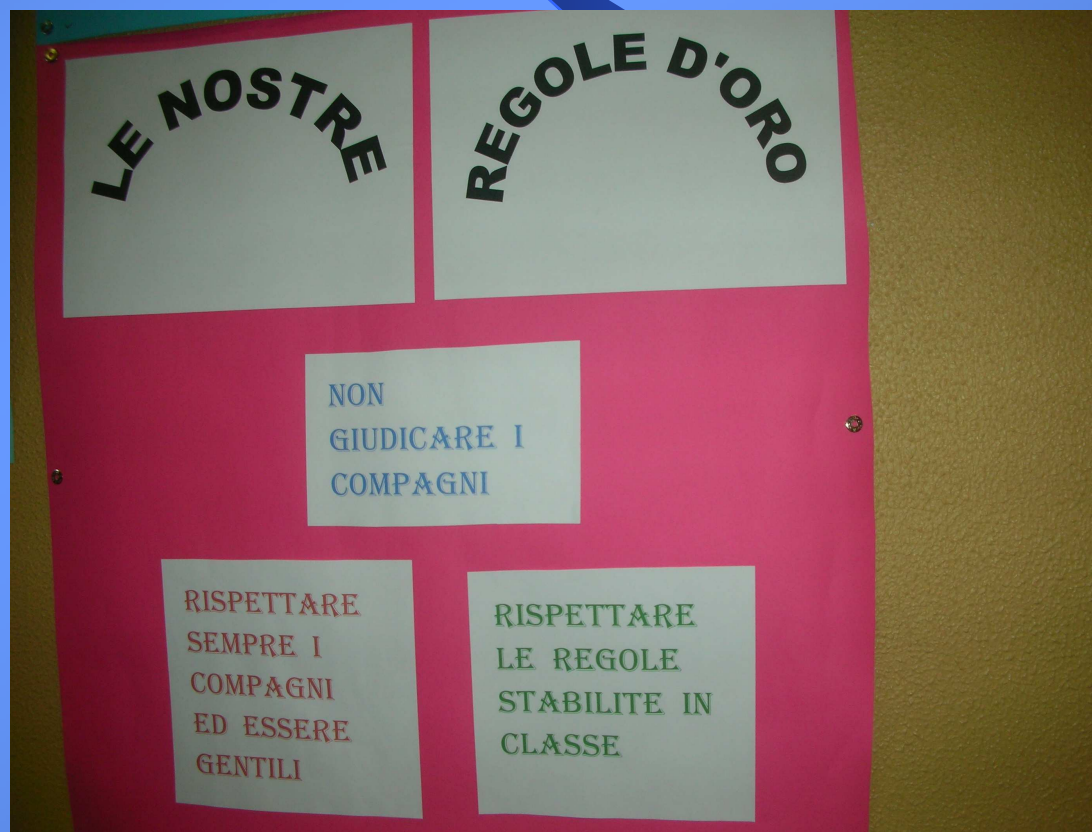 LE NOSTRE
REGOLE D'ORO
NON
GIUDICARE I
COMPAGNI
RISPETTARE
SEMPRE I
COMPAGNI
ED ESSERE
GENTILI
RISPETTARE
LE REGOLE
STABILITE IN
CLASSE